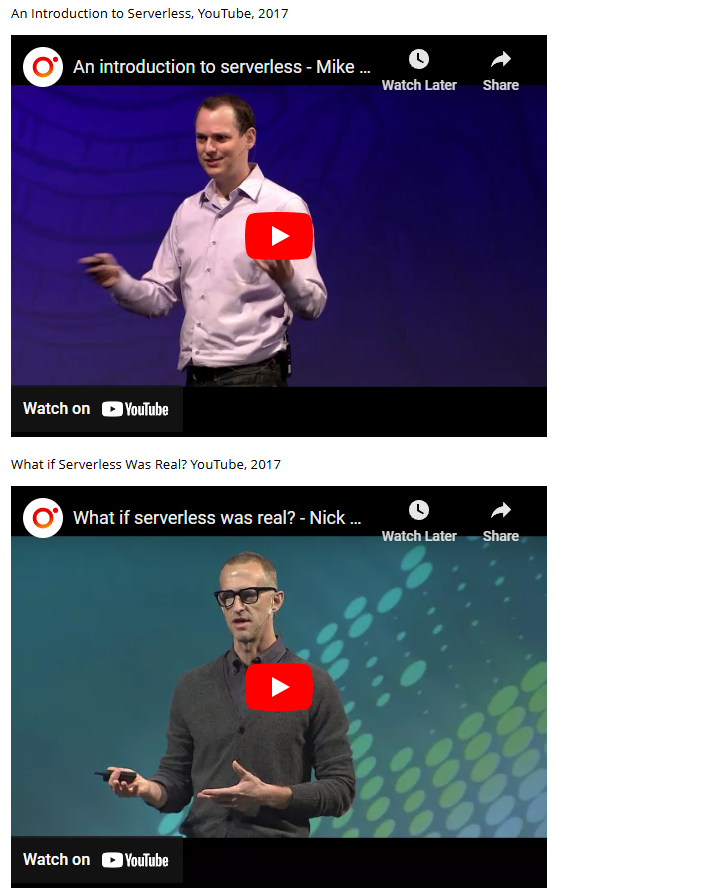 An Introduction to Serverless, YouTube, 2017
An introduction to serverless - Mike ...
Watch Later
Share
Watch on YouTube
What if Serverless Was Real? YouTube, 2017
What if serverless was real? - Nick ...
Watch Later
Share
Watch on YouTube